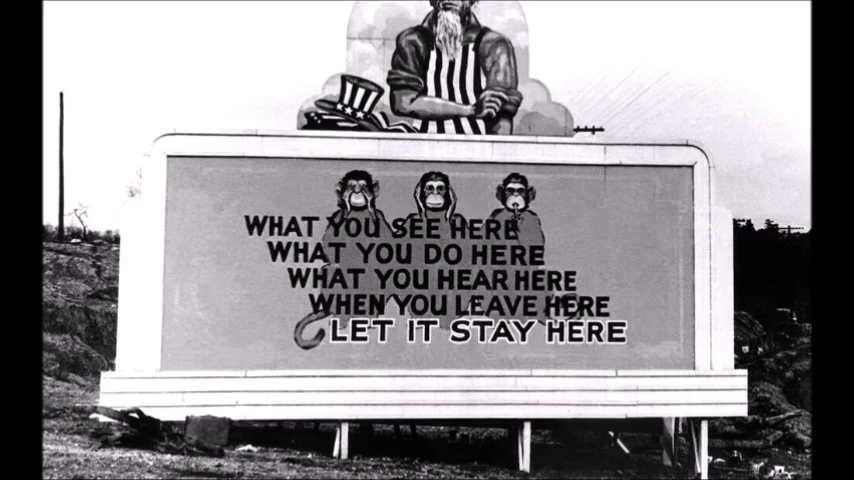 WHAT YOU SEE HERE
WHAT YOU DO HERE
WHAT YOU HEAR HERE
WHEN YOU LEAVE HERE
LET IT STAY HERE